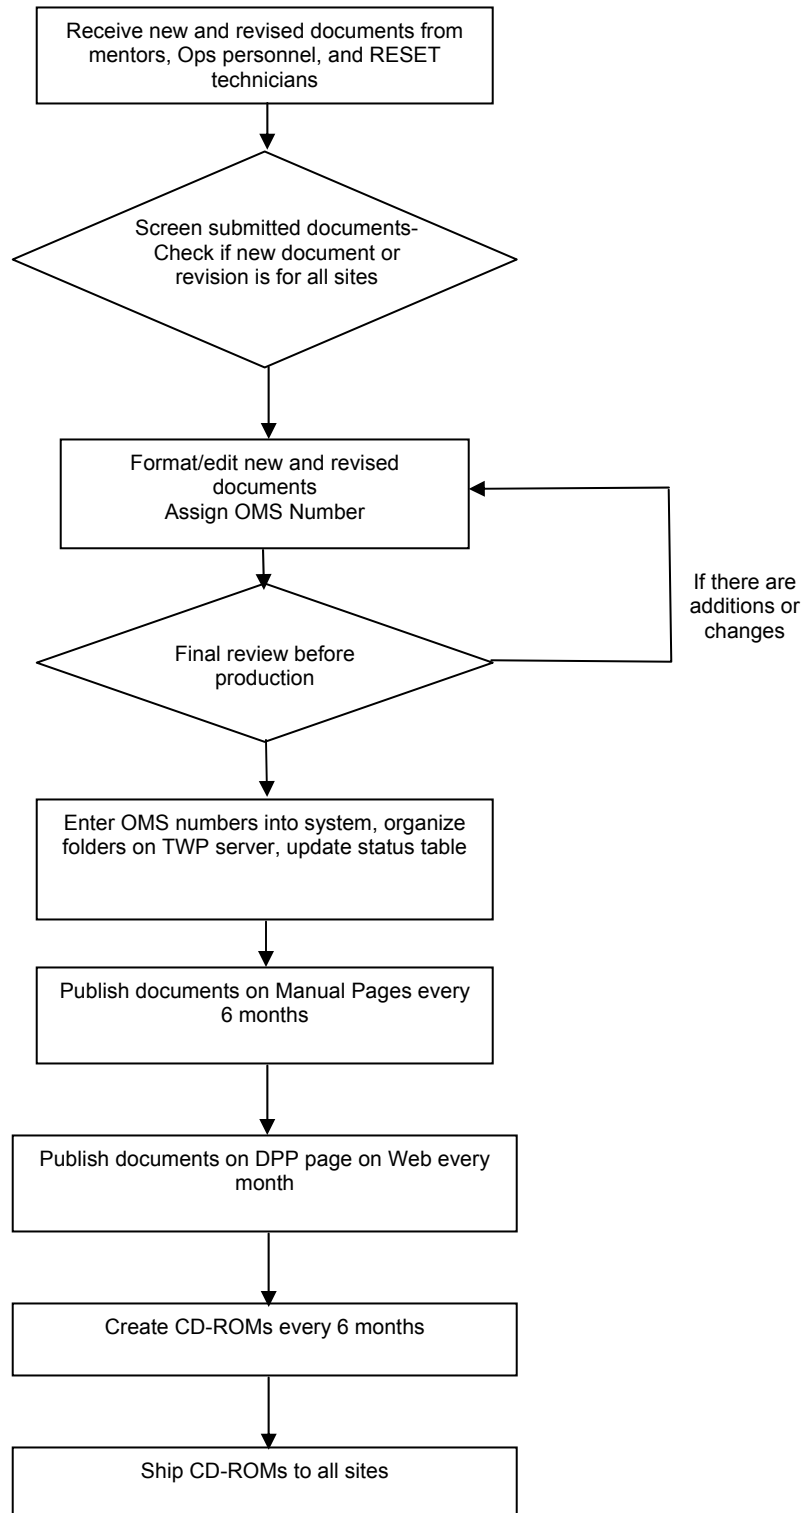 Receive new and revised documents from
mentors, Ops personnel, and RESET
technicians
Screen submitted documents-
Check if new document or
revision is for all sites
Format/edit new and revised
documents
Assign OMS Number
If there are
additions or
changes
Final review before
production
Enter OMS numbers into system, organize
folders on TWP server, update status table
Publish documents on Manual Pages every
6 months
Publish documents on DPP page on Web every
month
Create CD-ROMs every 6 months
Ship CD-ROMs to all sites